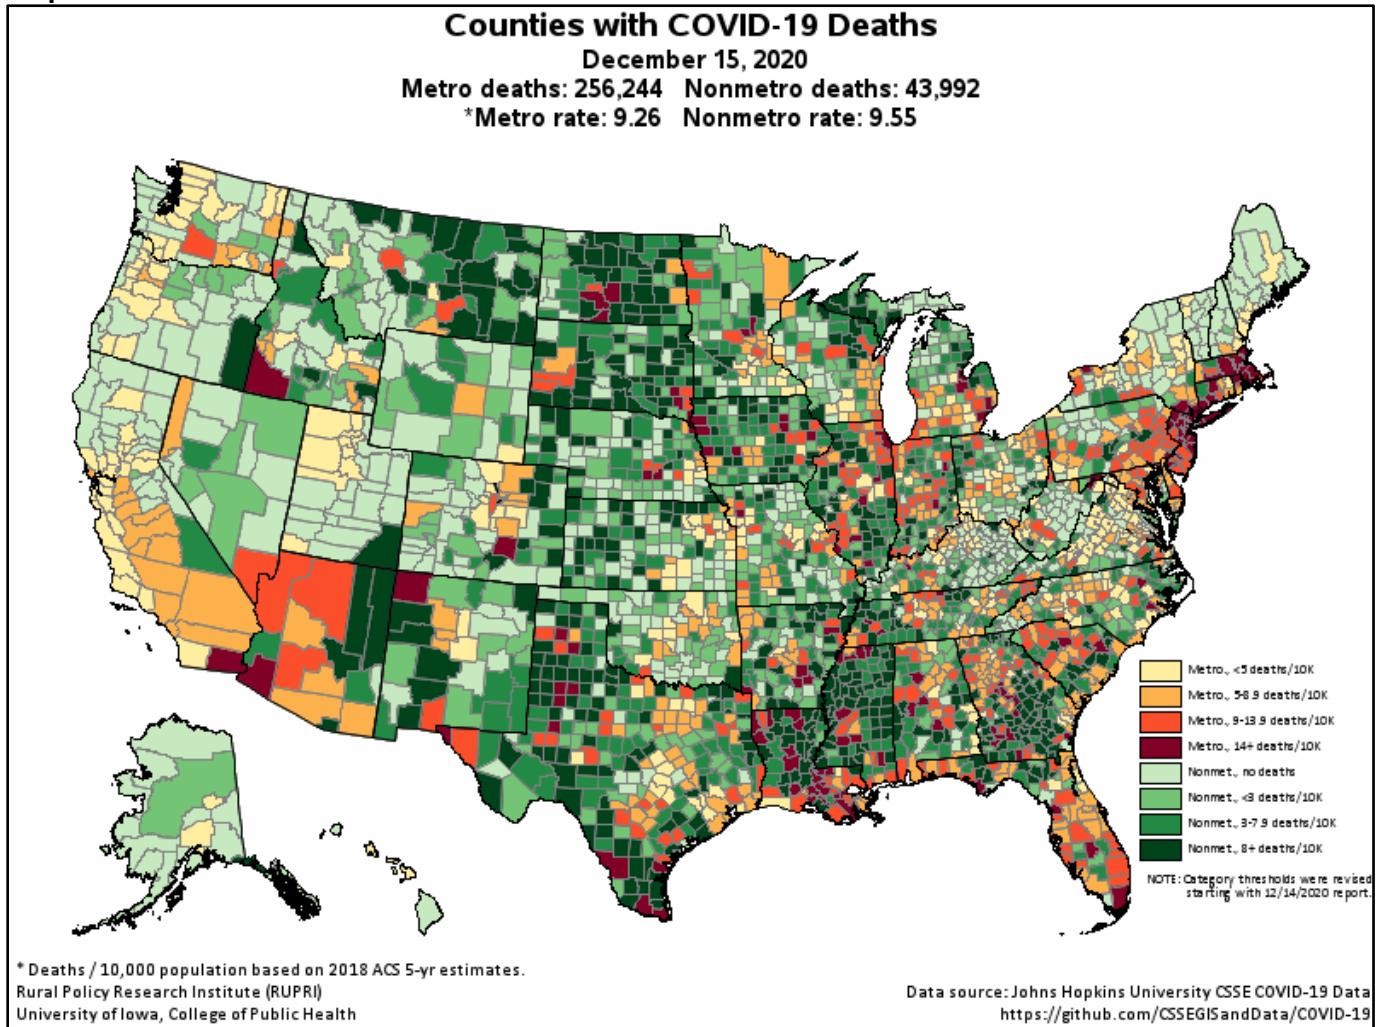 Counties with COVID-19 Deaths
December 15, 2020
Metro deaths: 256,244 Nonmetro deaths: 43,992
*Metro rate: 9.26 Nonmetro rate: 9.55
Metro., <5 deaths/10K
Metro., 5-8.9 deaths/10K
Metro., 9-13.9 deaths/10K
Metro., 14+ deaths/10K
Nonmet., no deaths
Nonmet., <3 deaths/10K
Nonmet., 3-7.9 deaths/10K
Nonmet., 8+ deaths/10K
NOTE: Category thresholds were revised
starting with 12/14/2020 report.
* Deaths / 10,000 population based on 2018 ACS 5-yr estimates.
Rural Policy Research Institute (RUPRI)
University of Iowa, College of Public Health
Data source: Johns Hopkins University CSSE COVID-19 Data
https://github.com/CSSEGISandData/COVID-19